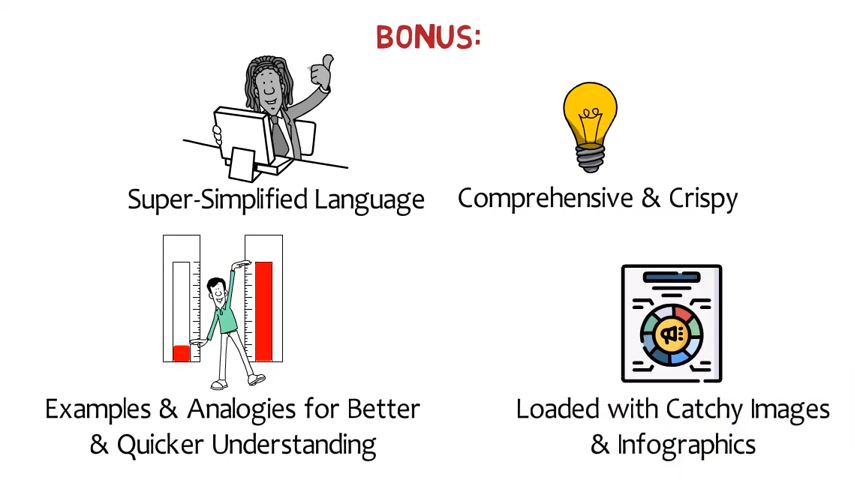 BONUS:
Super-Simplified Language
Comprehensive & Crispy
Examples & Analogies for Better
& Quicker Understanding
Loaded with Catchy Images
& Infographics